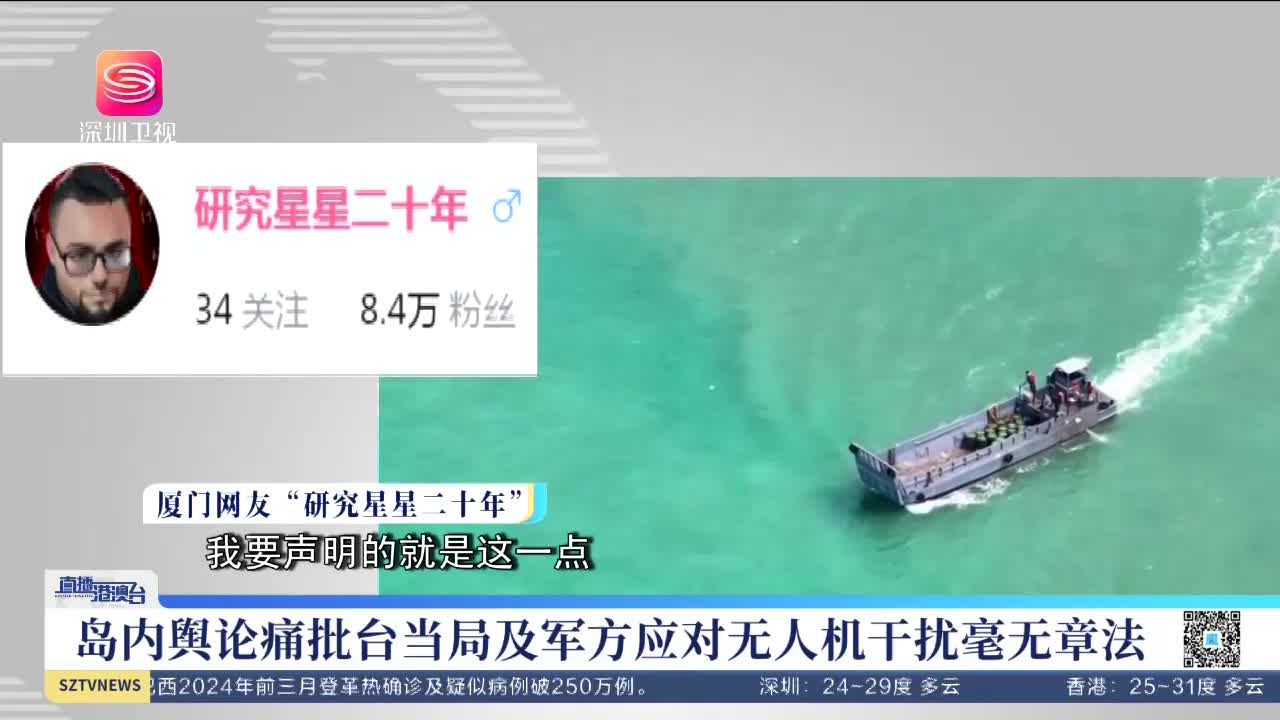 深圳卫视
研究星星二十年 ♂
34 关注 8.4万 粉丝
厦门网友“研究星星二十年”
我要声明的就是这一点
直播港澳台
岛内舆论痛批台当局及军方应对无人机干扰毫无章法
SZTVNEWS
巴西2024年前三月登革热确诊及疑似病例破250万例。 深圳：24~29度 多云 香港：25~31度 多云